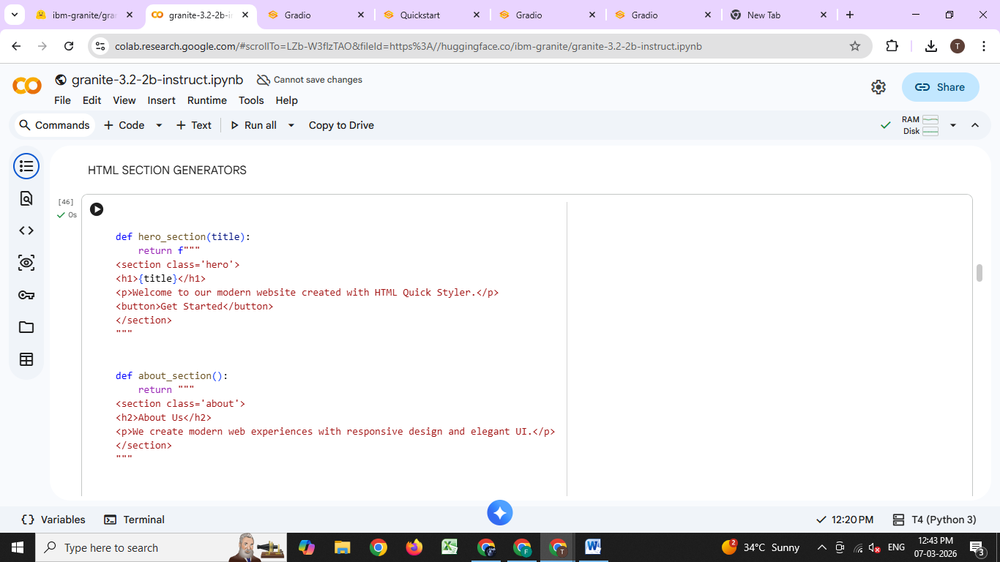 ibm-granite/gra
granite-3.2-2b-i
Gradio
Quickstart
Gradio
Gradio
New Tab
colab.research.google.com/#scrollTo=LZb-W3flzTAO&fileId=https%3A//huggingface.co/ibm-granite/granite-3.2-2b-instruct.ipynb
T
granite-3.2-2b-instruct.ipynb
Cannot save changes
File Edit View Insert Runtime Tools Help
Share
Commands + Code + Text Run all Copy to Drive
RAM
Disk
HTML SECTION GENERATORS
[46]
0s
def hero_section(title):
    return f"""
<section class='hero'>
<h1>{title}</h1>
<p>Welcome to our modern website created with HTML Quick Styler.</p>
<button>Get Started</button>
</section>
"""
def about_section():
    return """
<section class='about'>
<h2>About Us</h2>
<p>We create modern web experiences with responsive design and elegant UI.</p>
</section>
"""
Variables Terminal
12:20 PM T4 (Python 3)
Type here to search
F
T
2
34°C Sunny
ENG
12:43 PM
07-03-2026
3